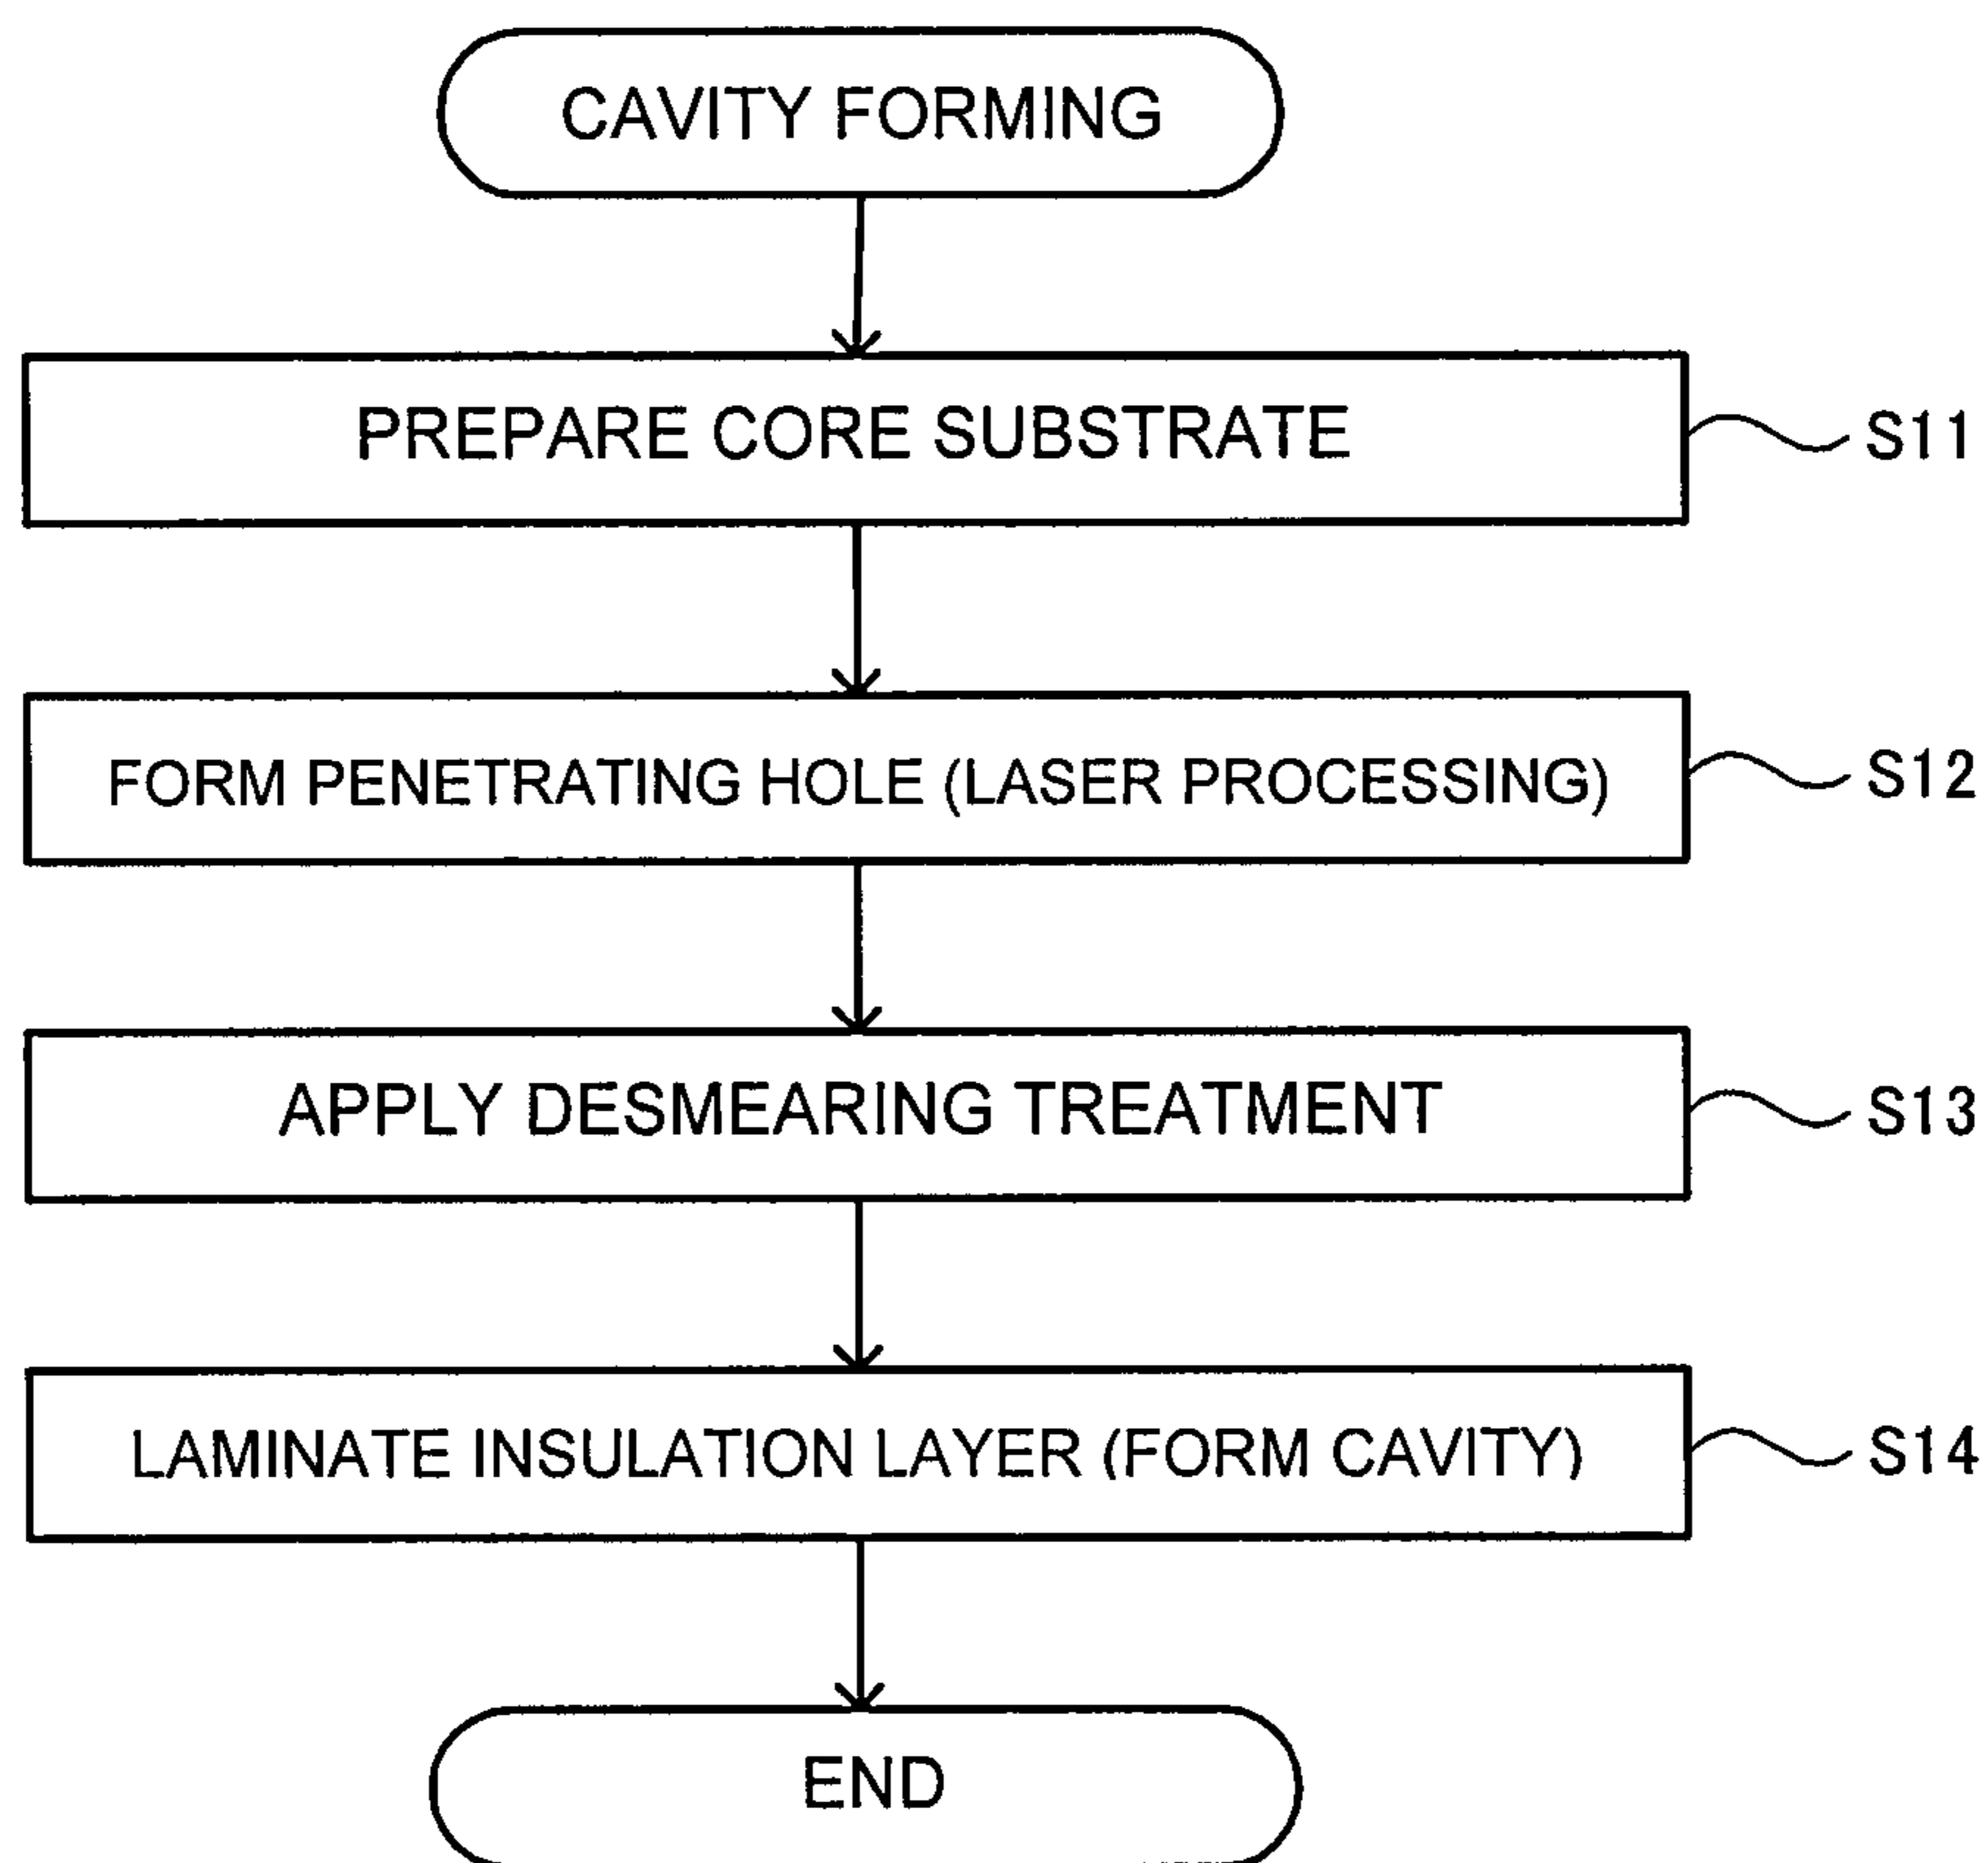 CAVITY FORMING
PREPARE CORE SUBSTRATE
S11
FORM PENETRATING HOLE (LASER PROCESSING)
S12
APPLY DESMEARING TREATMENT
S13
LAMINATE INSULATION LAYER (FORM CAVITY)
S14
END